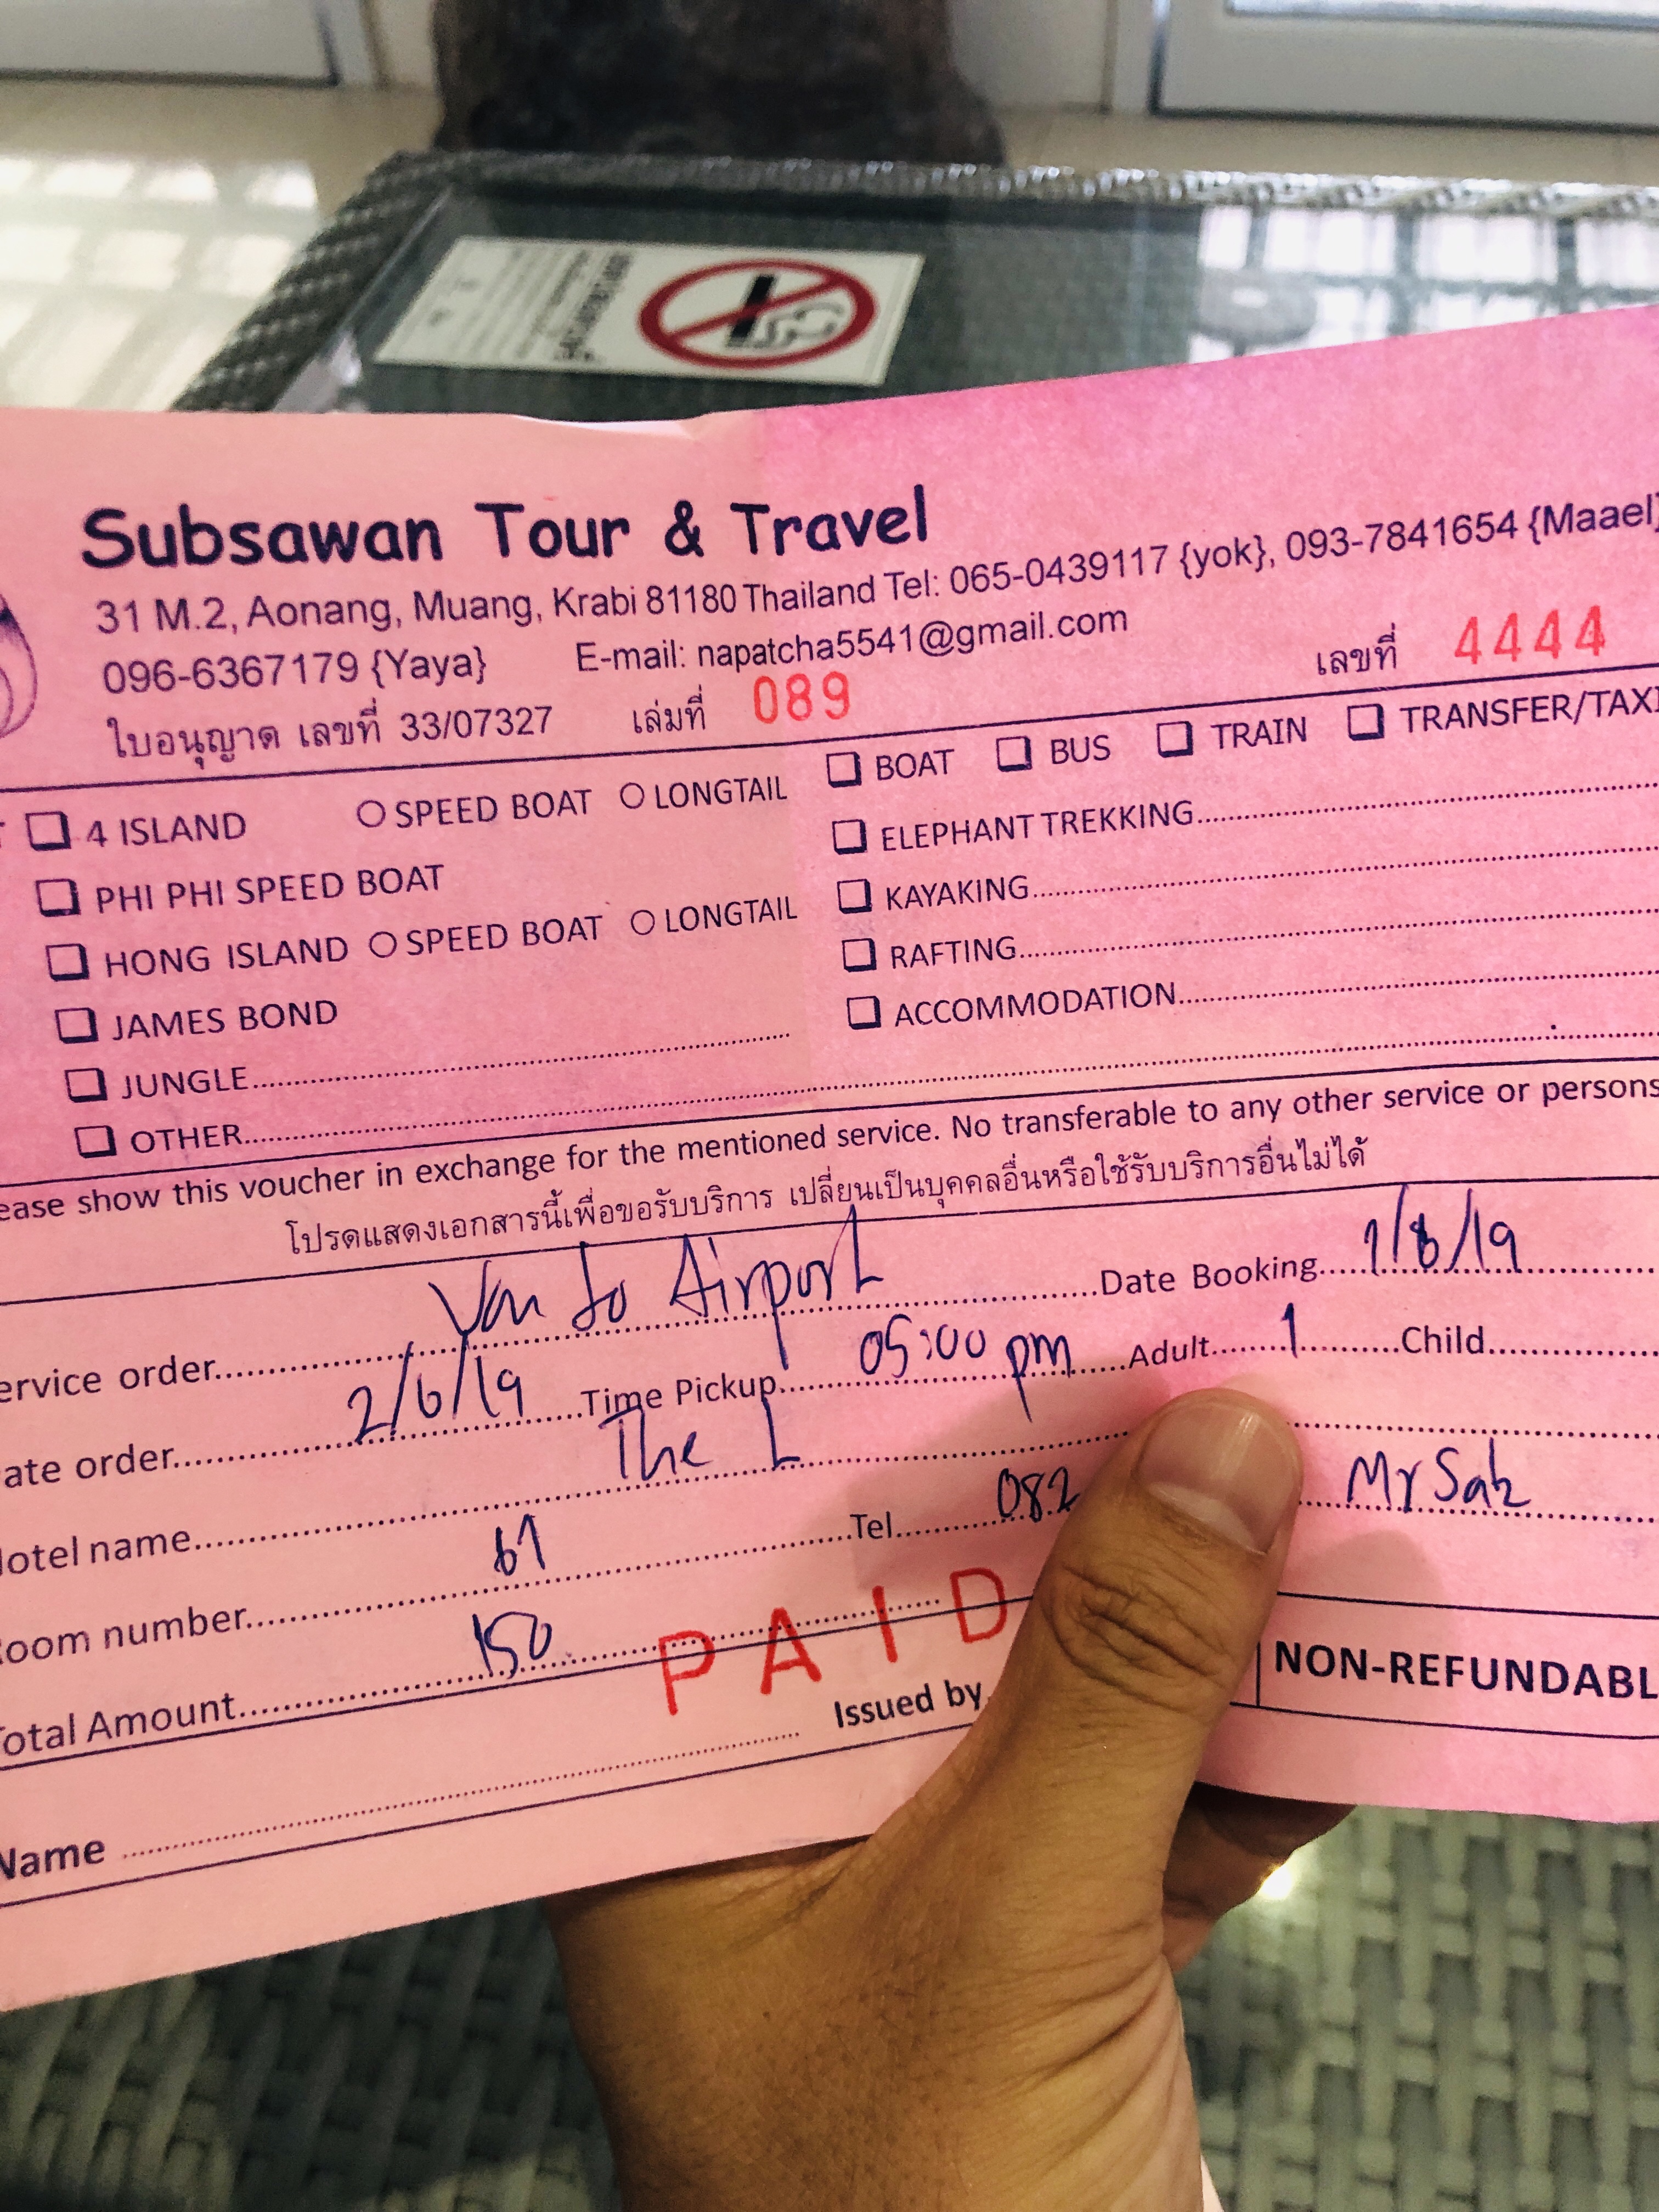 Subsawan Tour & Travel
31 M.2, Aonang, Muang, Krabi 81180 Thailand Tel: 065-0439117 {yok}, 093-7841654 {Maael}
096-6367179 {Yaya} E-mail: napatcha5541@gmail.com
ใบอนุญาต เลขที่ 33/07327 เล่มที่ 089 เลขที่ 4444
4 ISLAND SPEED BOAT LONGTAIL
PHI PHI SPEED BOAT
HONG ISLAND SPEED BOAT LONGTAIL
JAMES BOND
JUNGLE
OTHER
BOAT BUS TRAIN TRANSFER/TAXI
ELEPHANT TREKKING
KAYAKING
RAFTING
ACCOMMODATION
ease show this voucher in exchange for the mentioned service. No transferable to any other service or persons
โปรดแสดงเอกสารนี้เพื่อขอรับบริการ เปลี่ยนเป็นบุคคลอื่นหรือใช้รับบริการอื่นไม่ได้
ervice order Van to Airport Date Booking 1/6/19
ate order 2/6/19 Time Pickup 05:00 pm Adult 1 Child
Hotel name The L
Room number 61 Tel 082 Mr
Total Amount 150 PAID
Name Issued by NON-REFUNDABL